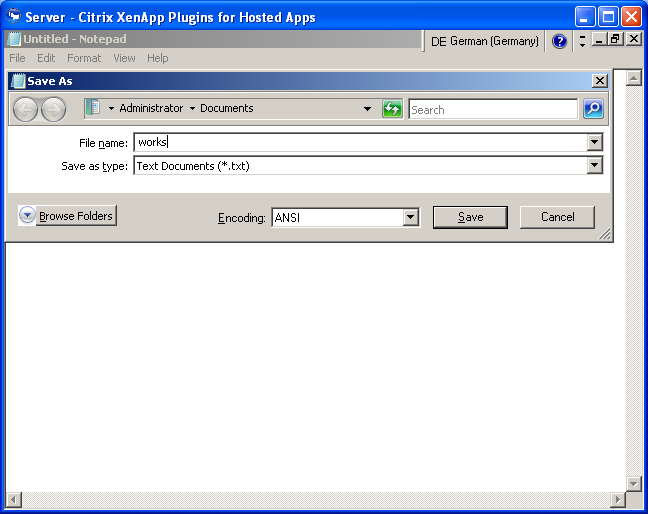 Server - Citrix XenApp Plugins for Hosted Apps
Untitled - Notepad
DE German (Germany)
File Edit Format View Help
Save As
Administrator Documents
Search
File name: works
Save as type: Text Documents (*.txt)
Browse Folders
Encoding: ANSI
Save
Cancel